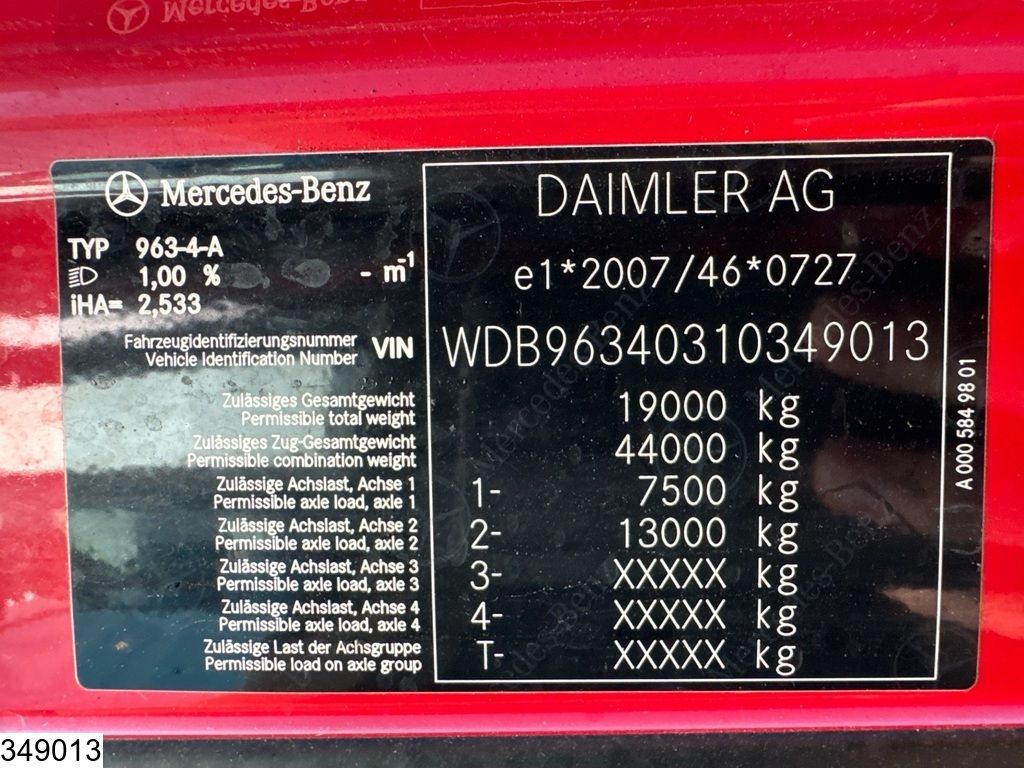 Mercedes-Benz
Mercedes-Benz
DAIMLER AG
TYP 963-4-A
1,00 % - m-1
iHA= 2,533
e1*2007/46*0727
Fahrzeugidentifizierungsnummer
Vehicle Identification Number
VIN WDB96340310349013
Zulässiges Gesamtgewicht
Permissible total weight
19000 kg
Zulässiges Zug-Gesamtgewicht
Permissible combination weight
44000 kg
Zulässige Achslast, Achse 1
Permissible axle load, axle 1
1- 7500 kg
Zulässige Achslast, Achse 2
Permissible axle load, axle 2
2- 13000 kg
Zulässige Achslast, Achse 3
Permissible axle load, axle 3
3- XXXXX kg
Zulässige Achslast, Achse 4
Permissible axle load, axle 4
4- XXXXX kg
Zulässige Last der Achsgruppe
Permissible load on axle group
T- XXXXX kg
A 000 584 98 01
349013